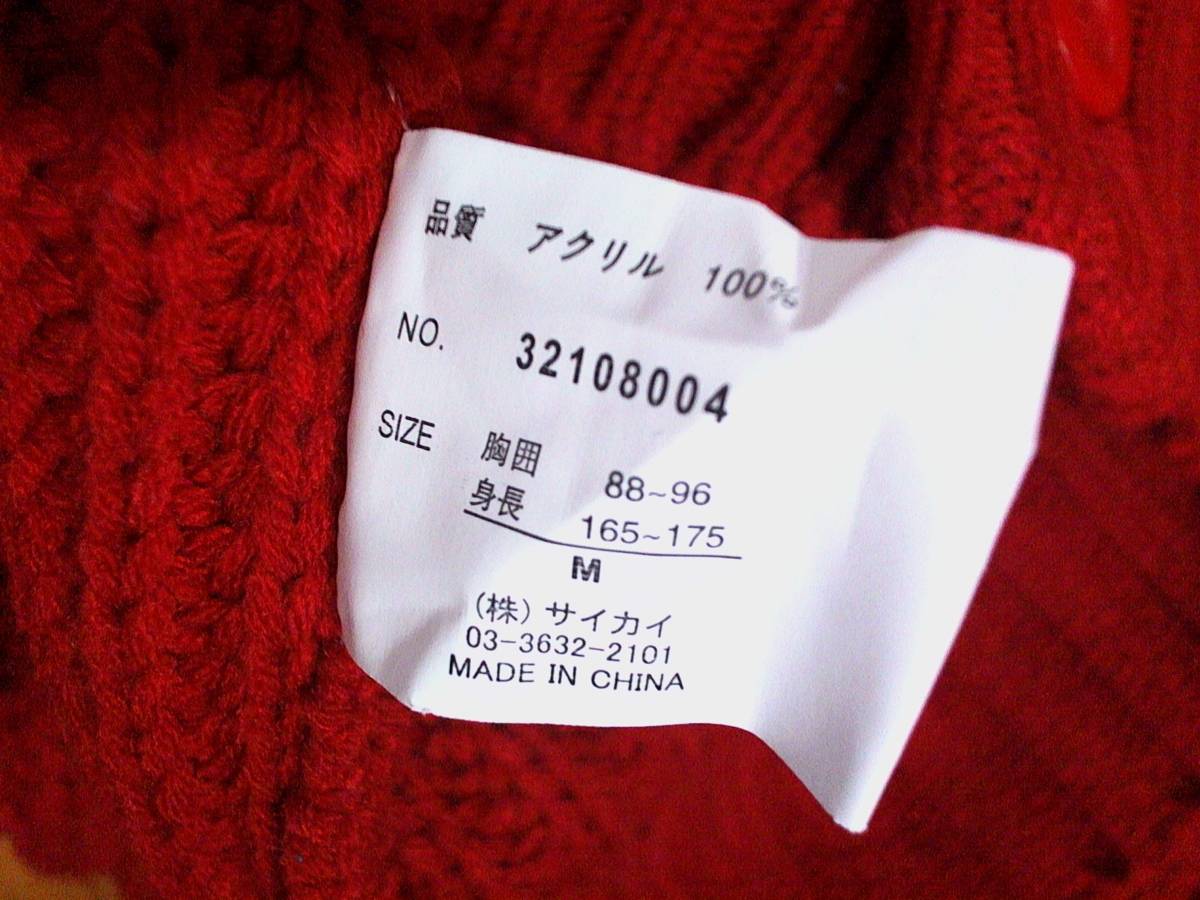 品質 アクリル 100%
NO. 32108004
SIZE 胸囲 88~96
身長 165~175
M
(株)サイカイ
03-3632-2101
MADE IN CHINA